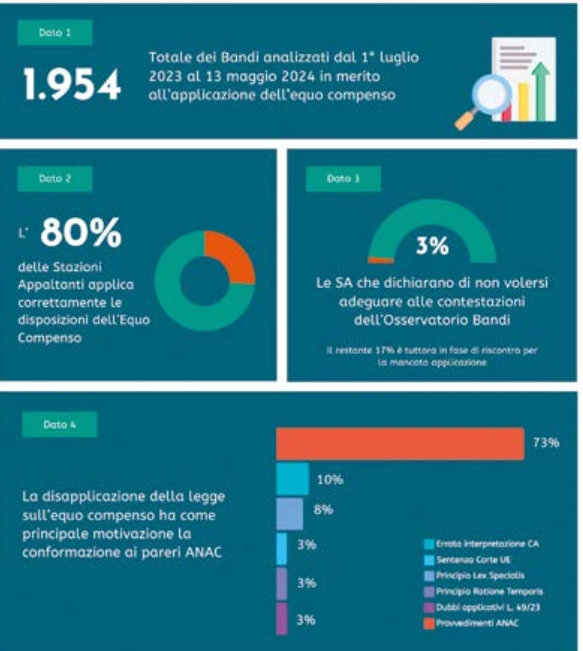 Dato 1
1.954
Totale dei Bandi analizzati dal 1° luglio
2023 al 13 maggio 2024 in merito
all'applicazione dell'equo compenso
Dato 2
L' 80%
delle Stazioni
Appaltanti applica
correttamente le
disposizioni dell'Equo
Compenso
Dato 3
3%
Le SA che dichiarano di non volersi
adeguare alle contestazioni
dell'Osservatorio Bandi
Il restante 17% è tuttora in fase di riscontro per
la mancata applicazione
Dato 4
La disapplicazione della legge
sull'equo compenso ha come
principale motivazione la
conformazione ai pareri ANAC
73%
10%
8%
3%
3%
3%
Errata interpretazione CA
Sentenza Corte UE
Principio Lex Specialis
Principio Ratione Temporis
Dubbi applicativi L. 49/23
Provvedimenti ANAC